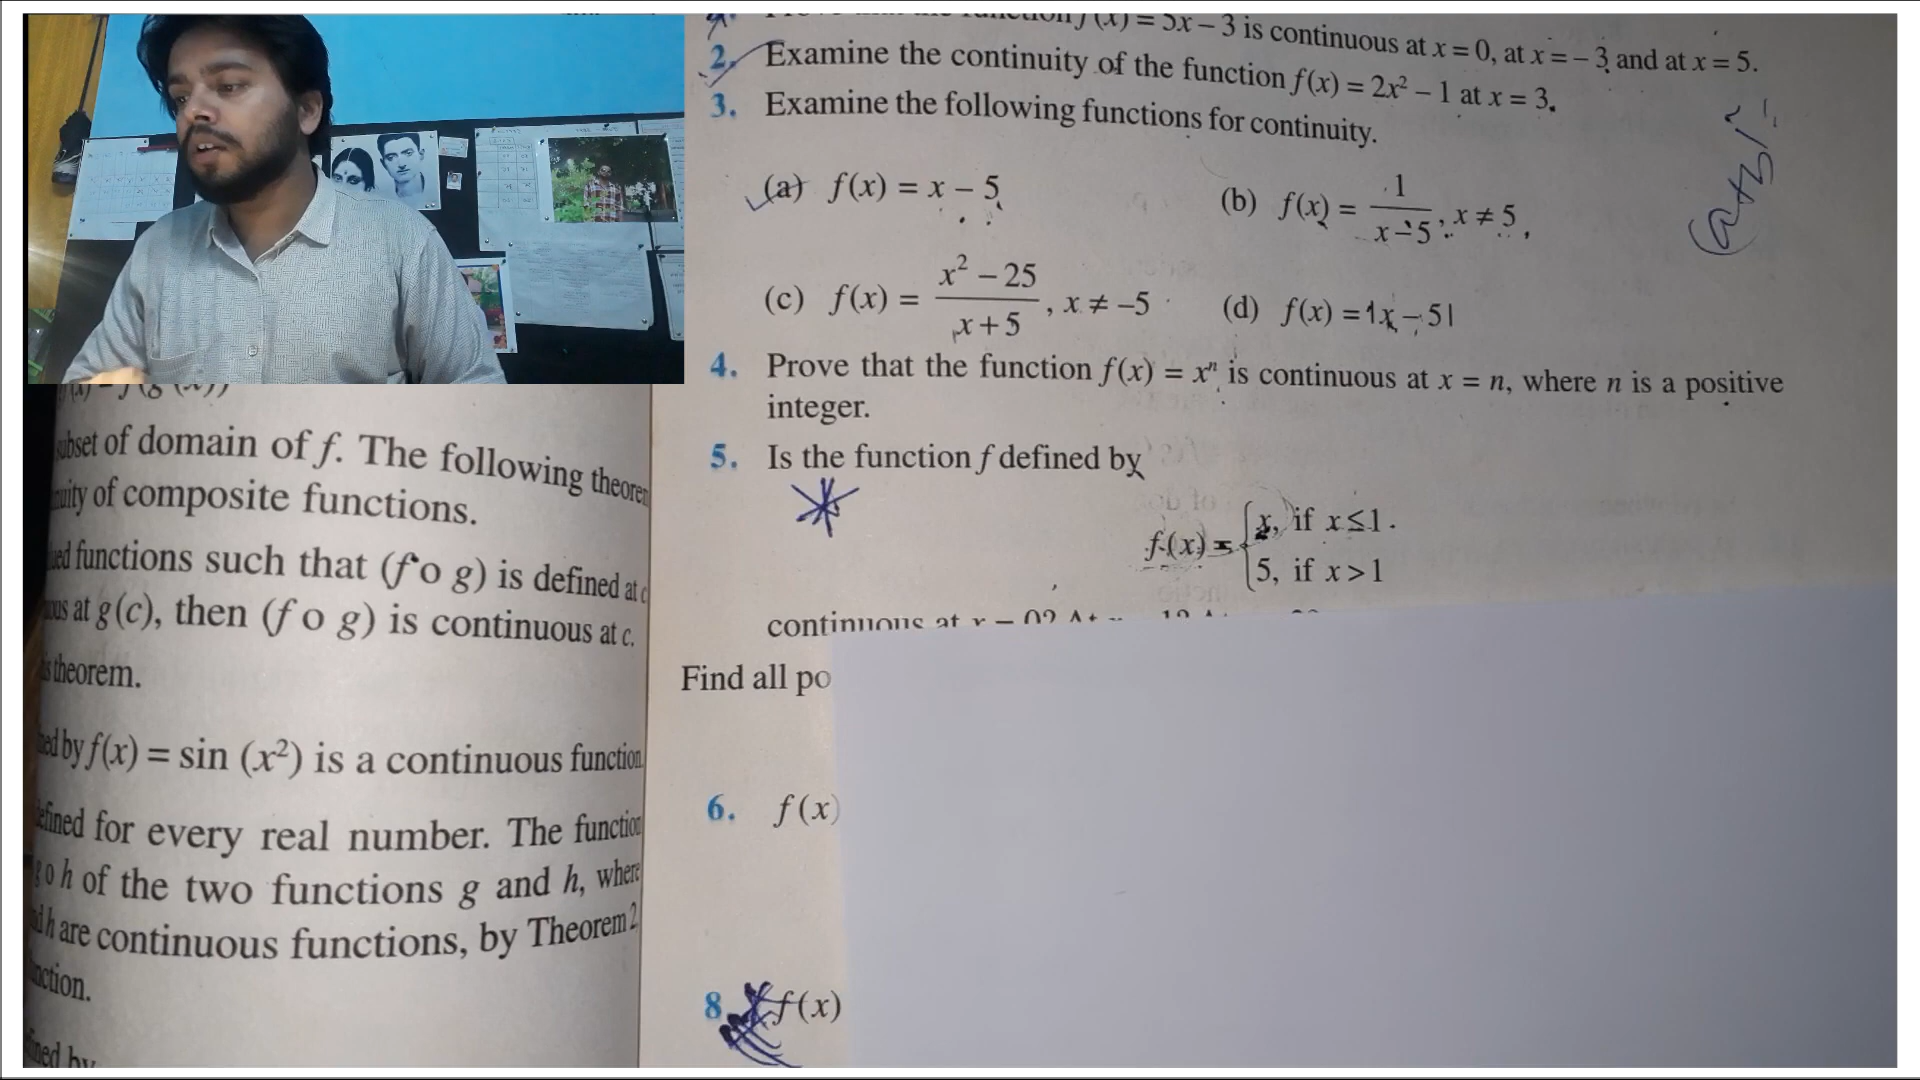 f(x) = 5x – 3 is continuous at x = 0, at x = – 3 and at x = 5.
2. Examine the continuity of the function f(x) = 2x² – 1 at x = 3.
3. Examine the following functions for continuity.
(a) f(x) = x – 5
(b) f(x) = 1/(x – 5), x ≠ 5
(c) f(x) = (x² – 25)/(x + 5), x ≠ –5
(d) f(x) = |x – 5|
4. Prove that the function f(x) = xⁿ is continuous at x = n, where n is a positive
integer.
5. Is the function f defined by
f(x) = { x, if x ≤ 1
5, if x > 1
continuous at x
Find all po
6. f(x)
8. f(x)
of domain of f. The following
of composite functions.
functions such that (f o g) is defined at c
at g(c), then (f o g) is continuous at c.
theorem.
by f(x) = sin (x²) is a continuous function.
for every real number. The function
o h of the two functions g and h, where
h are continuous functions, by Theorem 2